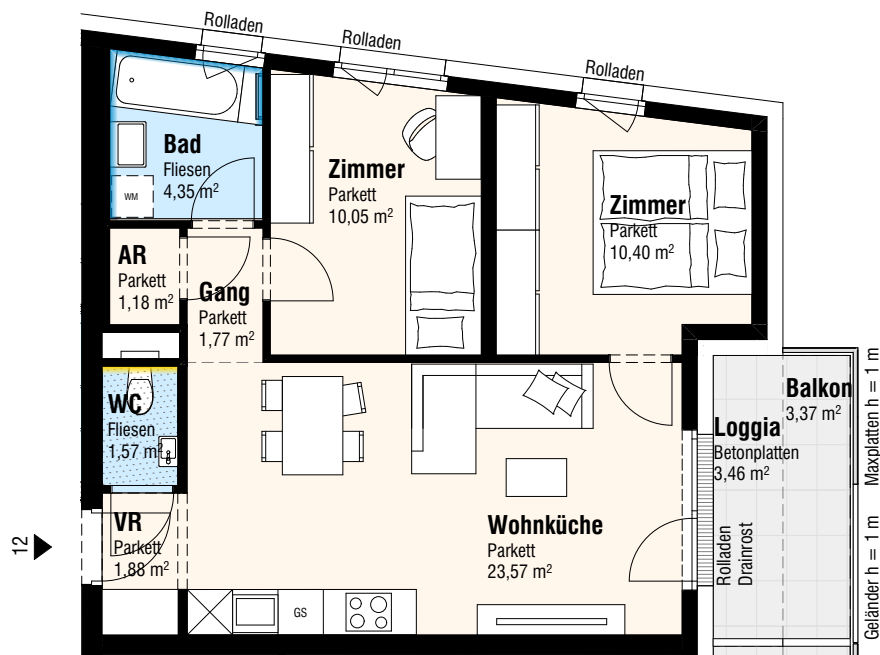 Rolladen
Rolladen
Rolladen
Bad
Fliesen
4,35 m²
WM
Zimmer
Parkett
10,05 m²
Zimmer
Parkett
10,40 m²
AR
Parkett
1,18 m²
Gang
Parkett
1,77 m²
WC
Fliesen
1,57 m²
Balkon
3,37 m²
Loggia
Betonplatten
3,46 m²
Maxplatten h = 1 m
Geländer h = 1 m
VR
Parkett
1,88 m²
12
Wohnküche
Parkett
23,57 m²
Rolladen
Drainrost
GS